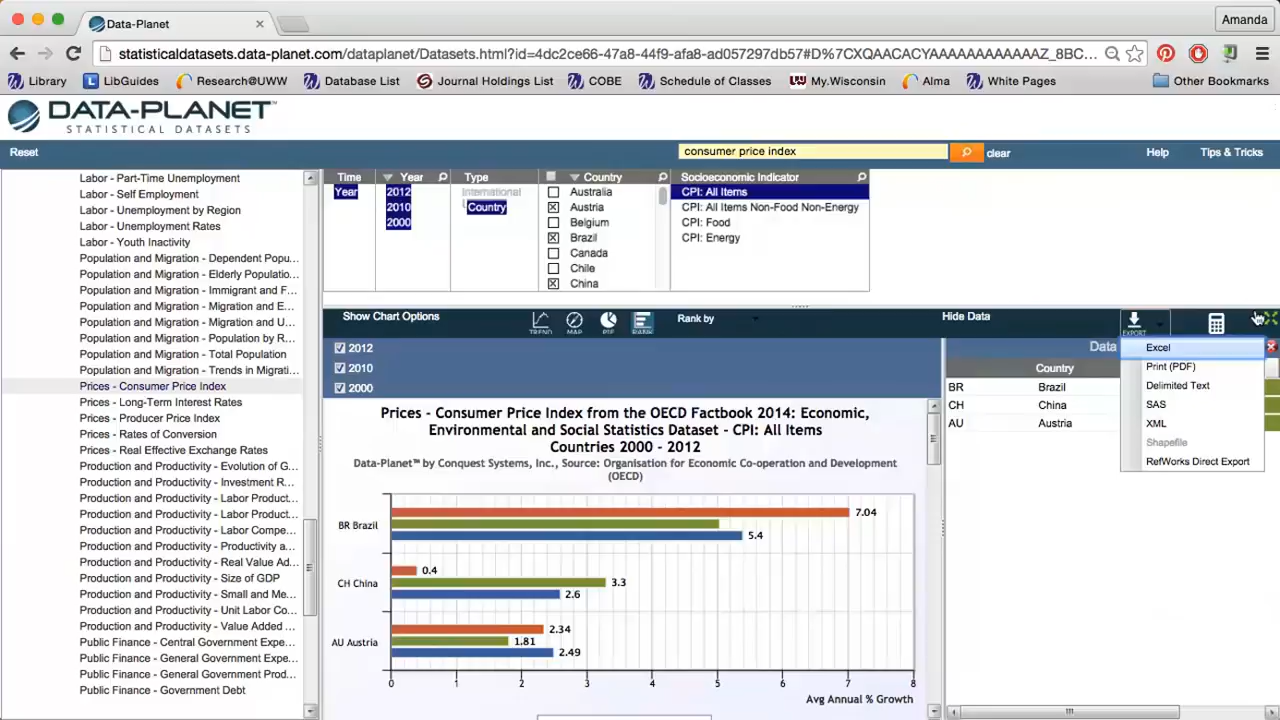 Data-Planet
Amanda
statisticaldatasets.data-planet.com/dataplanet/Datasets.html?id=4dc2ce66-47a8-44f9-afa8-ad057297db57#D%7CXQAACACYAAAAAAAAAAAAZ_8BC...
Library LibGuides Research@UWW Database List Journal Holdings List COBE Schedule of Classes My.Wisconsin Alma White Pages Other Bookmarks
DATA-PLANET™
STATISTICAL DATASETS
Reset consumer price index clear Help Tips & Tricks
Labor - Part-Time Unemployment
Labor - Self Employment
Labor - Unemployment by Region
Labor - Unemployment Rates
Labor - Youth Inactivity
Population and Migration - Dependent Popu...
Population and Migration - Elderly Populatio...
Population and Migration - Immigrant and F...
Population and Migration - Migration and E...
Population and Migration - Migration and U...
Population and Migration - Population by R...
Population and Migration - Total Population
Population and Migration - Trends in Migrati...
Prices - Consumer Price Index
Prices - Long-Term Interest Rates
Prices - Producer Price Index
Prices - Rates of Conversion
Prices - Real Effective Exchange Rates
Production and Productivity - Evolution of G...
Production and Productivity - Investment R...
Production and Productivity - Labor Product...
Production and Productivity - Labor Product...
Production and Productivity - Labor Compe...
Production and Productivity - Productivity a...
Production and Productivity - Real Value Ad...
Production and Productivity - Size of GDP
Production and Productivity - Small and Me...
Production and Productivity - Unit Labor Co...
Production and Productivity - Value Added ...
Public Finance - Central Government Expe...
Public Finance - General Government Expe...
Public Finance - General Government Prod...
Public Finance - Government Debt
Time Year Type Country Socioeconomic Indicator
Year 2012 International Australia CPI: All Items
2010 Country Austria CPI: All Items Non-Food Non-Energy
2000 Belgium CPI: Food
Brazil CPI: Energy
Canada
Chile
China
Show Chart Options TREND MAP PIE RANK Rank by Hide Data EXPORT
2012
2010
2000
Prices - Consumer Price Index from the OECD Factbook 2014: Economic,
Environmental and Social Statistics Dataset - CPI: All Items
Countries 2000 - 2012
Data-Planet™ by Conquest Systems, Inc., Source: Organisation for Economic Co-operation and Development
(OECD)
BR Brazil 7.04
5.4
CH China 0.4
3.3
2.6
AU Austria 2.34
1.81
2.49
0 1 2 3 4 5 6 7 8
Avg Annual % Growth
Data
Country
BR Brazil
CH China
AU Austria
Excel
Print (PDF)
Delimited Text
SAS
XML
Shapefile
RefWorks Direct Export